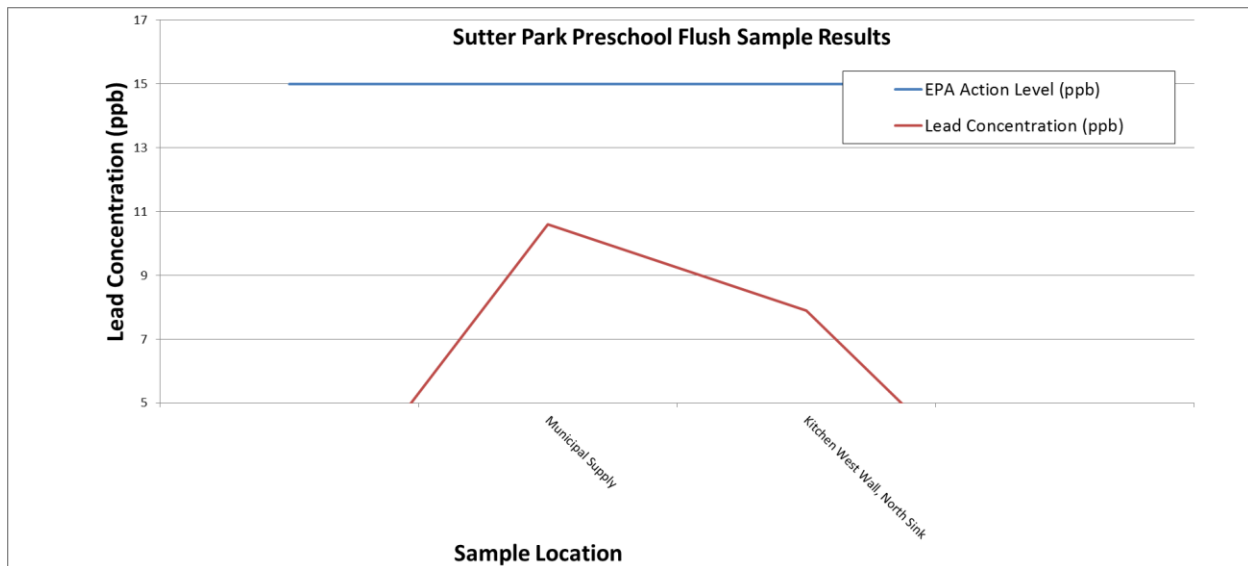 Sutter Park Preschool Flush Sample Results
EPA Action Level (ppb)
Lead Concentration (ppb)
Lead Concentration (ppb)
17
15
13
11
9
7
5
Municipal Supply
Kitchen West Wall, North Sink
Sample Location